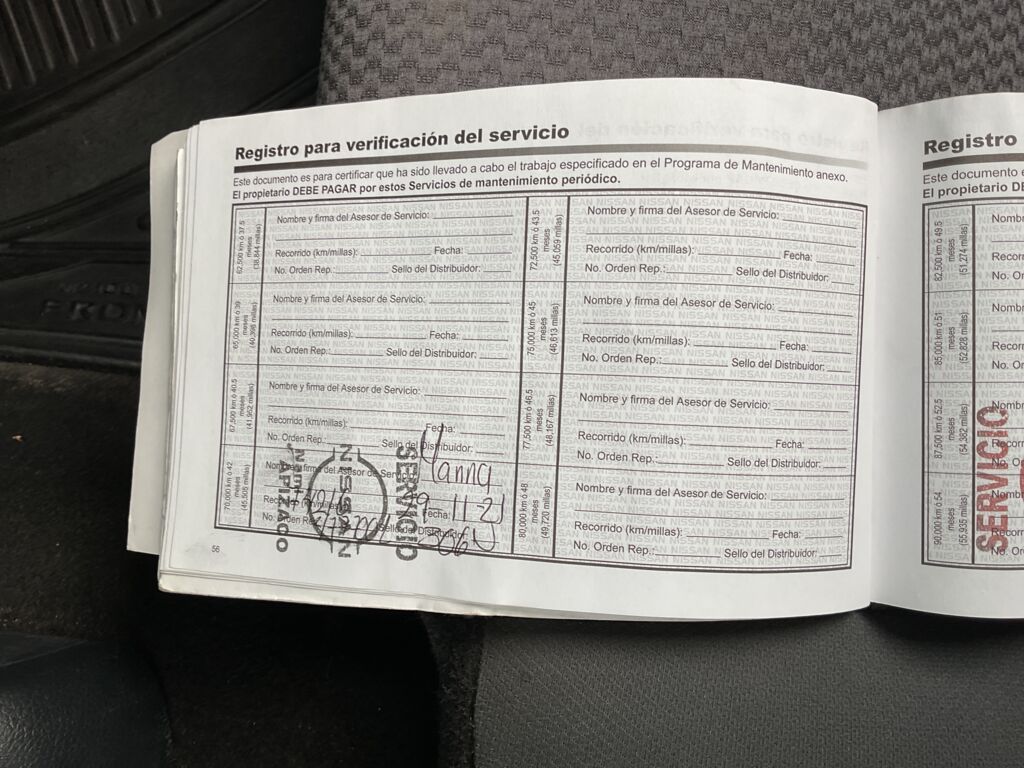 Registro para verificación del servicio
Este documento es para certificar que ha sido llevado a cabo el trabajo especificado en el Programa de Mantenimiento anexo.
El propietario DEBE PAGAR por estos Servicios de mantenimiento periódico.
62,500 km ó 37.5
meses
(38,844 millas)
Nombre y firma del Asesor de Servicio:
Recorrido (km/millas): Fecha:
No. Orden Rep.: Sello del Distribuidor:
65,000 km ó 39
meses
(40,398 millas)
Nombre y firma del Asesor de Servicio:
Recorrido (km/millas): Fecha:
No. Orden Rep.: Sello del Distribuidor:
67,500 km ó 40.5
meses
(41,952 millas)
Nombre y firma del Asesor de Servicio:
Recorrido (km/millas): Fecha:
No. Orden Rep.: Sello del Distribuidor:
70,000 km ó 42
meses
(45,505 millas)
Nombre y firma del Asesor de Servicio:
Recorrido (km/millas): Fecha: 11-21
No. Orden Rep.: Sello del Distribuidor:
SERVICIO
NISSAN
APIZACO
72,500 km ó 43.5
meses
(45,059 millas)
Nombre y firma del Asesor de Servicio:
Recorrido (km/millas): Fecha:
No. Orden Rep.: Sello del Distribuidor:
75,000 km ó 45
meses
(46,613 millas)
Nombre y firma del Asesor de Servicio:
Recorrido (km/millas): Fecha:
No. Orden Rep.: Sello del Distribuidor:
77,500 km ó 46.5
meses
(48,167 millas)
Nombre y firma del Asesor de Servicio:
Recorrido (km/millas): Fecha:
No. Orden Rep.: Sello del Distribuidor:
80,000 km ó 48
meses
(49,720 millas)
Nombre y firma del Asesor de Servicio:
Recorrido (km/millas): Fecha:
No. Orden Rep.: Sello del Distribuidor:
56
Registro
Este documento
El propietario
82,500 km ó 49.5
meses
(51,274 millas)
85,000 km ó 51
meses
(52,828 millas)
87,500 km ó 52.5
meses
(54,382 millas)
90,000 km ó 54
meses
(55,935 millas)
SERVICIO